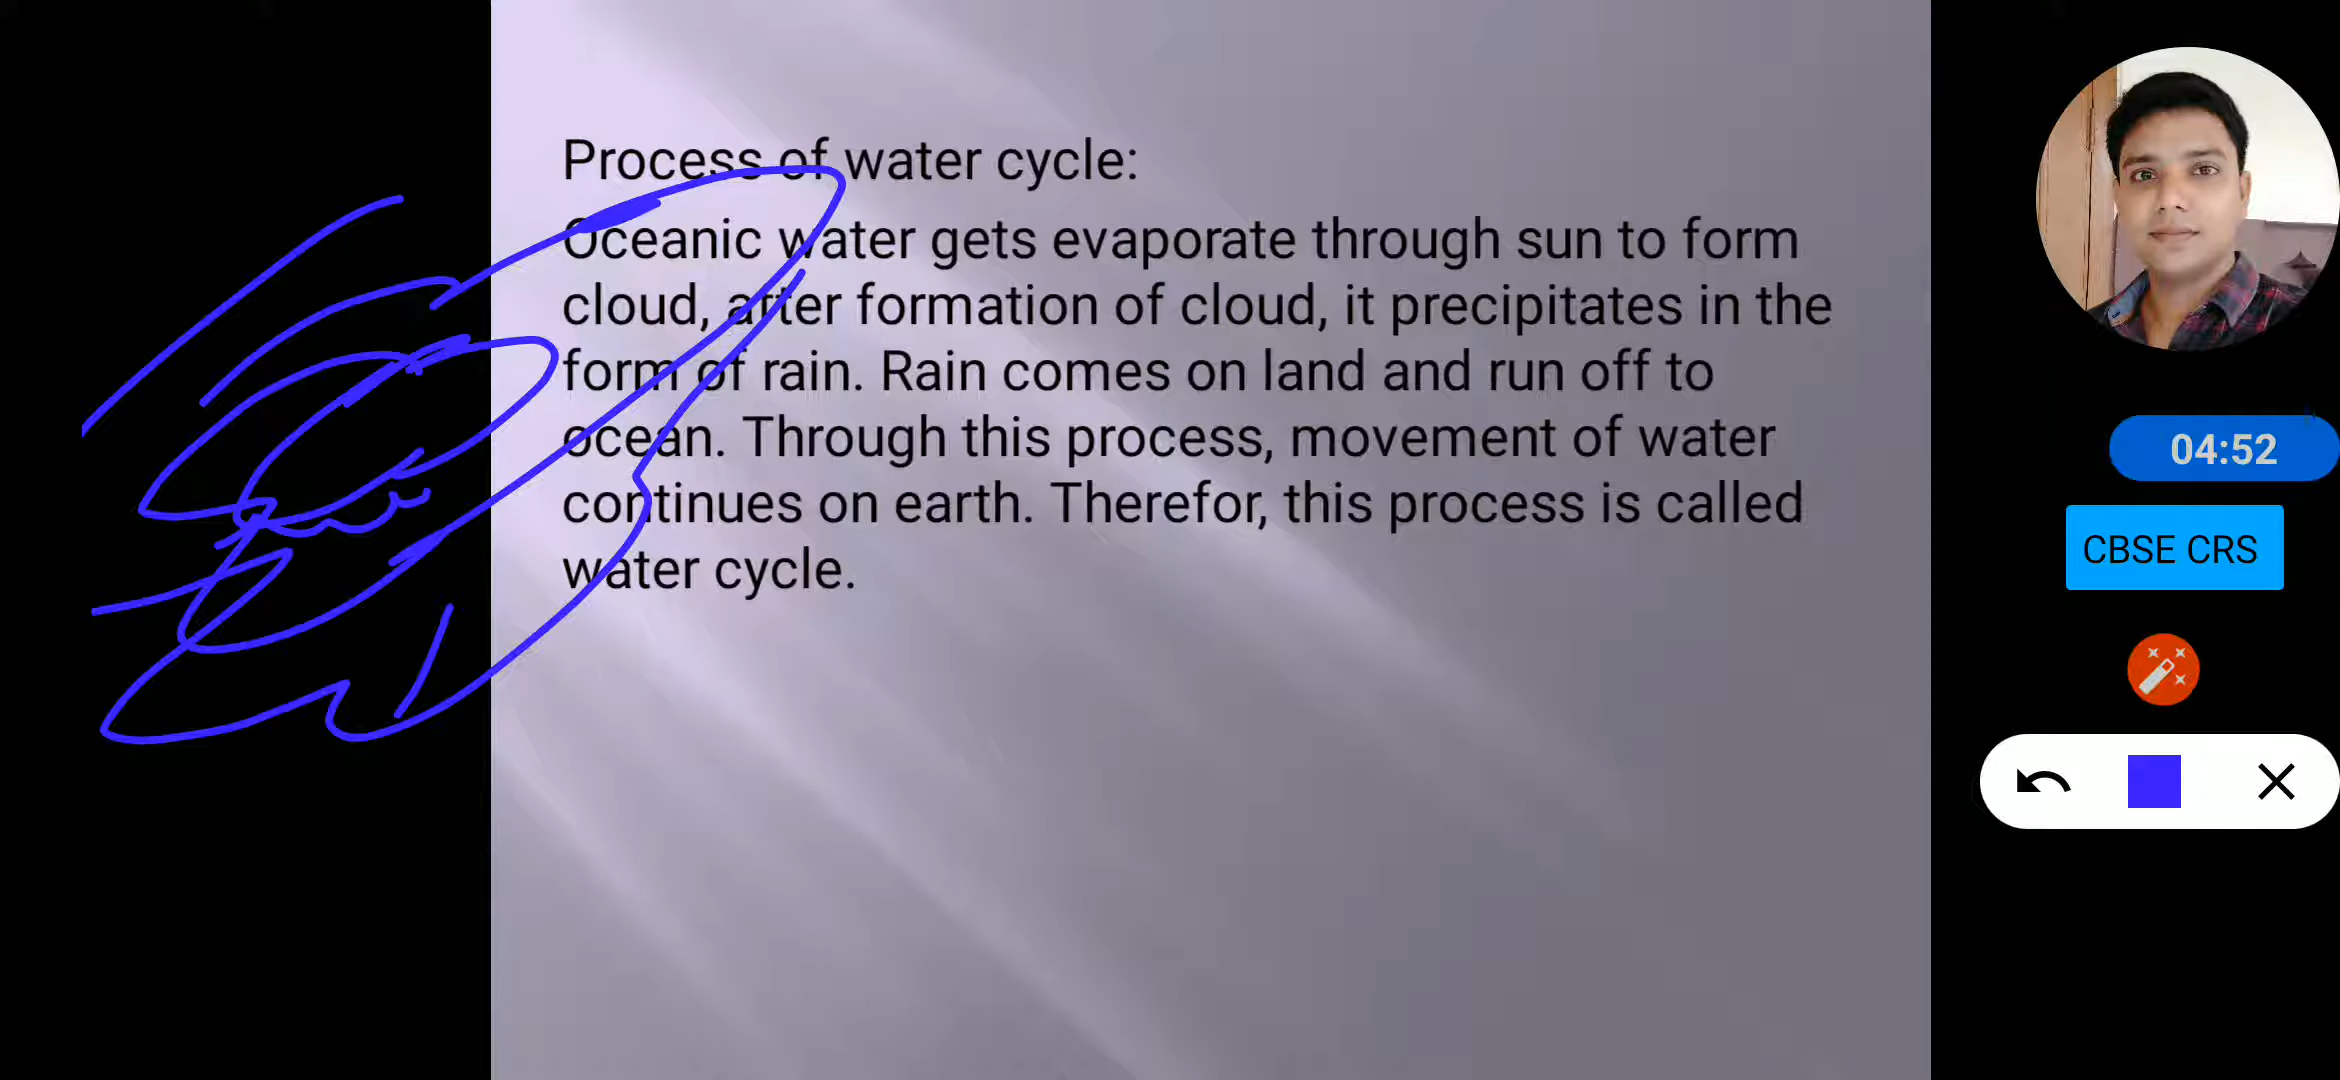 Process of water cycle:
Oceanic water gets evaporate through sun to form
cloud, after formation of cloud, it precipitates in the
form of rain. Rain comes on land and run off to
ocean. Through this process, movement of water
continues on earth. Therefor, this process is called
water cycle.
04:52
CBSE CRS